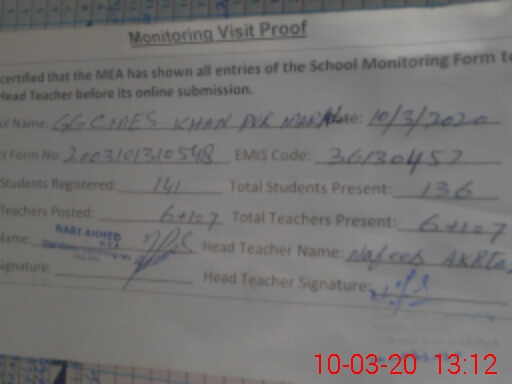 Monitoring Visit Proof
certified that the MEA has shown all entries of the School Monitoring Form to
Head Teacher before its online submission.
ol Name: GGCMES KHAN PUR Date: 10/3/2020
ol Form No: 2003101310548 EMIS Code: 36130457
Students Registered: 141 Total Students Present: 136
Teachers Posted: 6+1=7 Total Teachers Present: 6+1=7
Name: NABI AHMED Head Teacher Name: Nafees AKHTA
Signature: Head Teacher Signature:
10-03-20 13:12